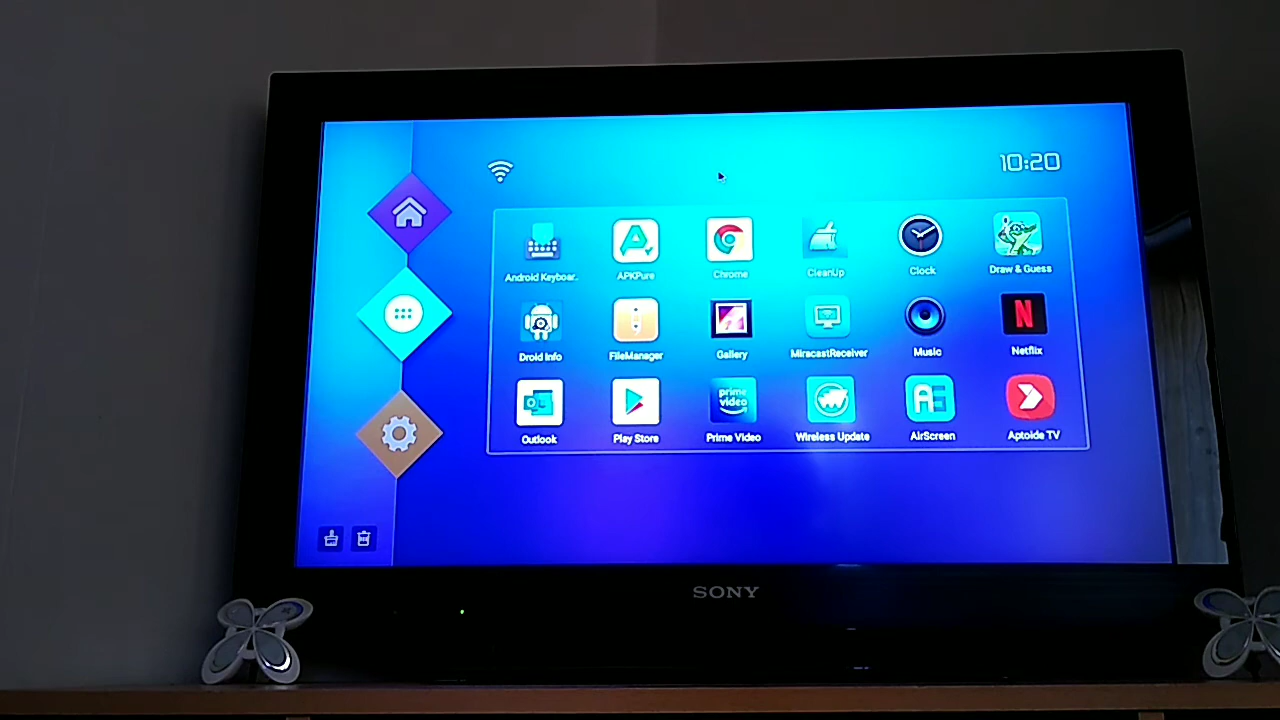 10:20
Android Keyboar..
APKPure
Chrome
CleanUp
Clock
Draw & Guess
Droid Info
FileManager
Gallery
MiracastReceiver
Music
Netflix
prime video
Outlook
Play Store
Prime Video
Wireless Update
AirScreen
Aptoide TV
SONY